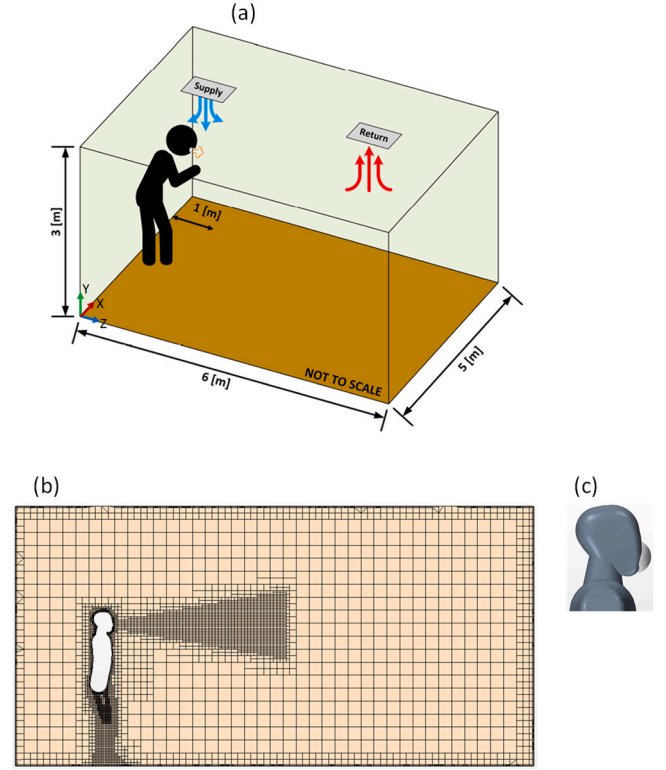 (a)
Supply
Return
1 [m]
3 [m]
Y
X
Z
NOT TO SCALE
6 [m]
5 [m]
(b)
(c)